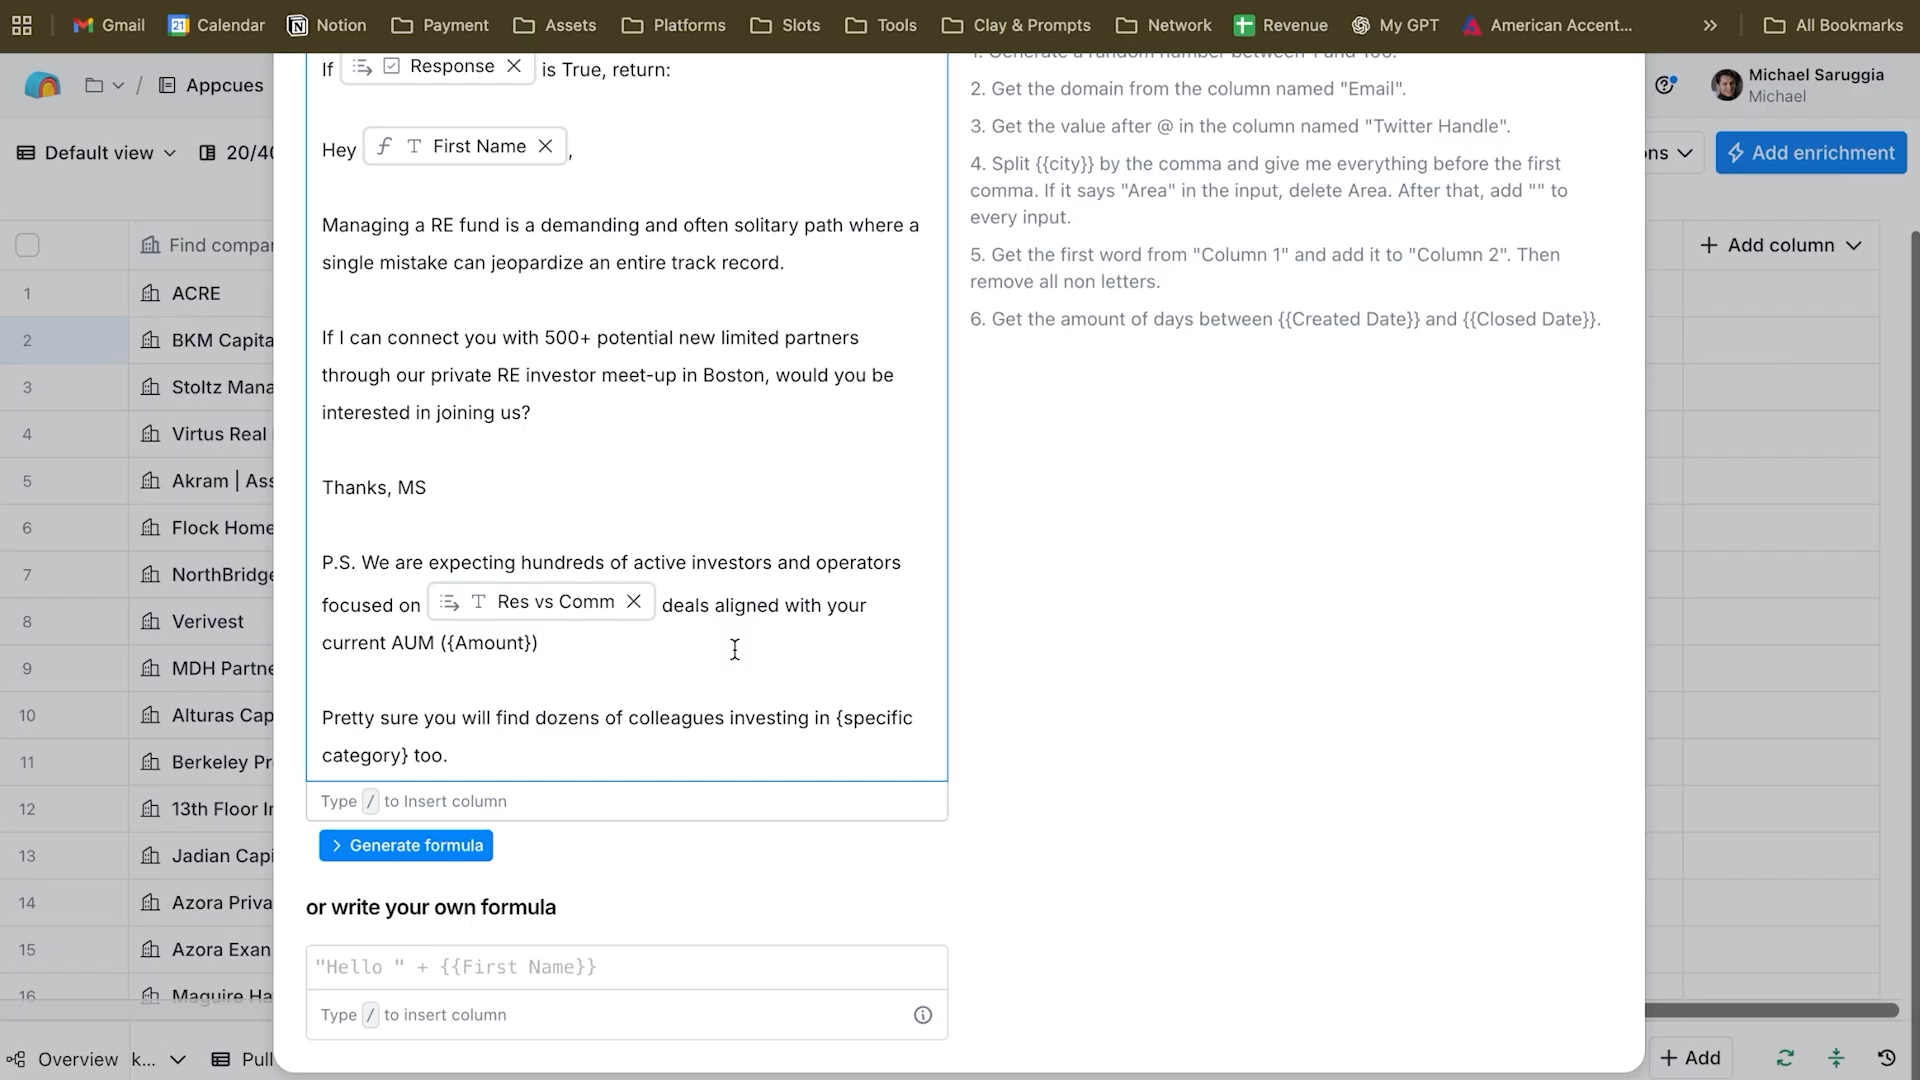 Gmail
21
Calendar
Notion
Payment
Assets
Platforms
Slots
Tools
Clay & Prompts
Network
Revenue
My GPT
American Accent...
All Bookmarks
/
Appcues
Michael Saruggia
Michael
Default view
20/40
ns
Add enrichment
Find compa
Add column
1 ACRE
2 BKM Capita
3 Stoltz Mana
4 Virtus Real
5 Akram | Ass
6 Flock Home
7 NorthBridge
8 Verivest
9 MDH Partne
10 Alturas Cap
11 Berkeley Pr
12 13th Floor In
13 Jadian Capi
14 Azora Priva
15 Azora Exan
16 Maguire Ha
If Response is True, return:
Hey First Name ,
Managing a RE fund is a demanding and often solitary path where a
single mistake can jeopardize an entire track record.
If I can connect you with 500+ potential new limited partners
through our private RE investor meet-up in Boston, would you be
interested in joining us?
Thanks, MS
P.S. We are expecting hundreds of active investors and operators
focused on Res vs Comm deals aligned with your
current AUM ({Amount})
Pretty sure you will find dozens of colleagues investing in {specific
category} too.
Type / to Insert column
Generate formula
or write your own formula
"Hello " + {{First Name}}
Type / to insert column
1. Generate a random number between 1 and 100.
2. Get the domain from the column named "Email".
3. Get the value after @ in the column named "Twitter Handle".
4. Split {{city}} by the comma and give me everything before the first
comma. If it says "Area" in the input, delete Area. After that, add "" to
every input.
5. Get the first word from "Column 1" and add it to "Column 2". Then
remove all non letters.
6. Get the amount of days between {{Created Date}} and {{Closed Date}}.
Overview
k...
Pull
Add